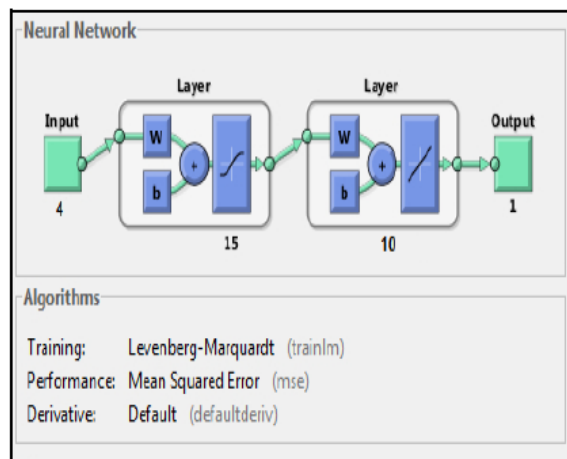 Neural Network
Layer Layer
Input Output
W W
+ +
b b
4 1
15 10
Algorithms
Training: Levenberg-Marquardt (trainlm)
Performance: Mean Squared Error (mse)
Derivative: Default (defaultderiv)